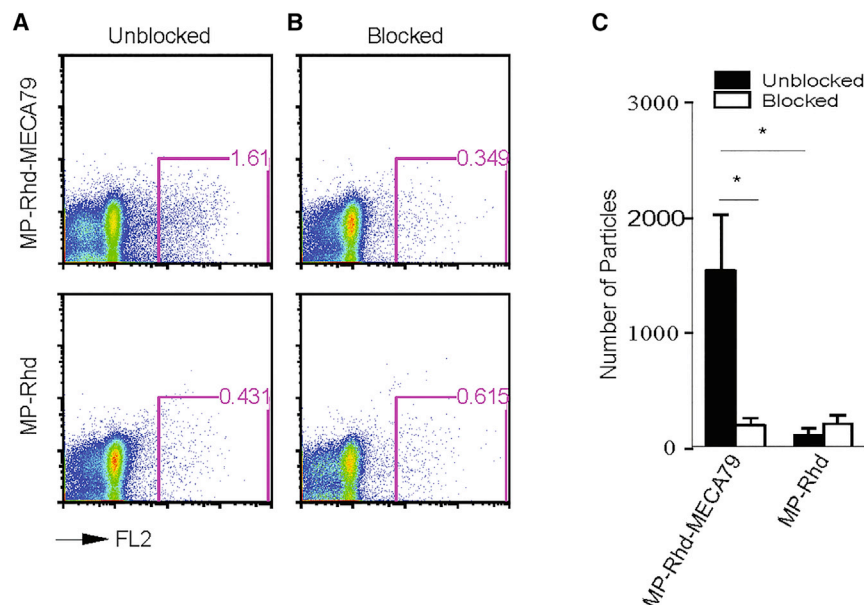 A
Unblocked
B
Blocked
C
MP-Rhd-MECA79
1.61
0.349
MP-Rhd
0.431
0.615
FL2
Unblocked
Blocked
Number of Particles
3000
2000
1000
0
*
*
MP-Rhd-MECA79
MP-Rhd